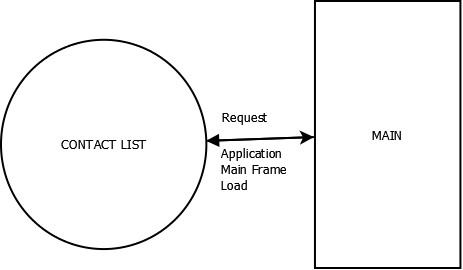 Request
CONTACT LIST
MAIN
Application
Main Frame
Load